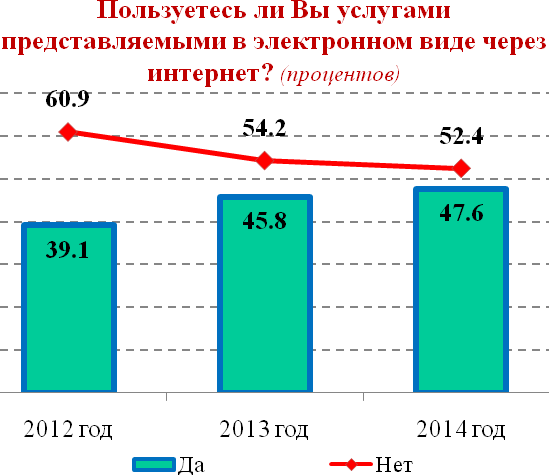 Пользуетесь ли Вы услугами
представляемыми в электронном виде через
интернет? (процентов)
60.9
54.2
52.4
39.1
45.8
47.6
2012 год
2013 год
2014 год
Да
Нет